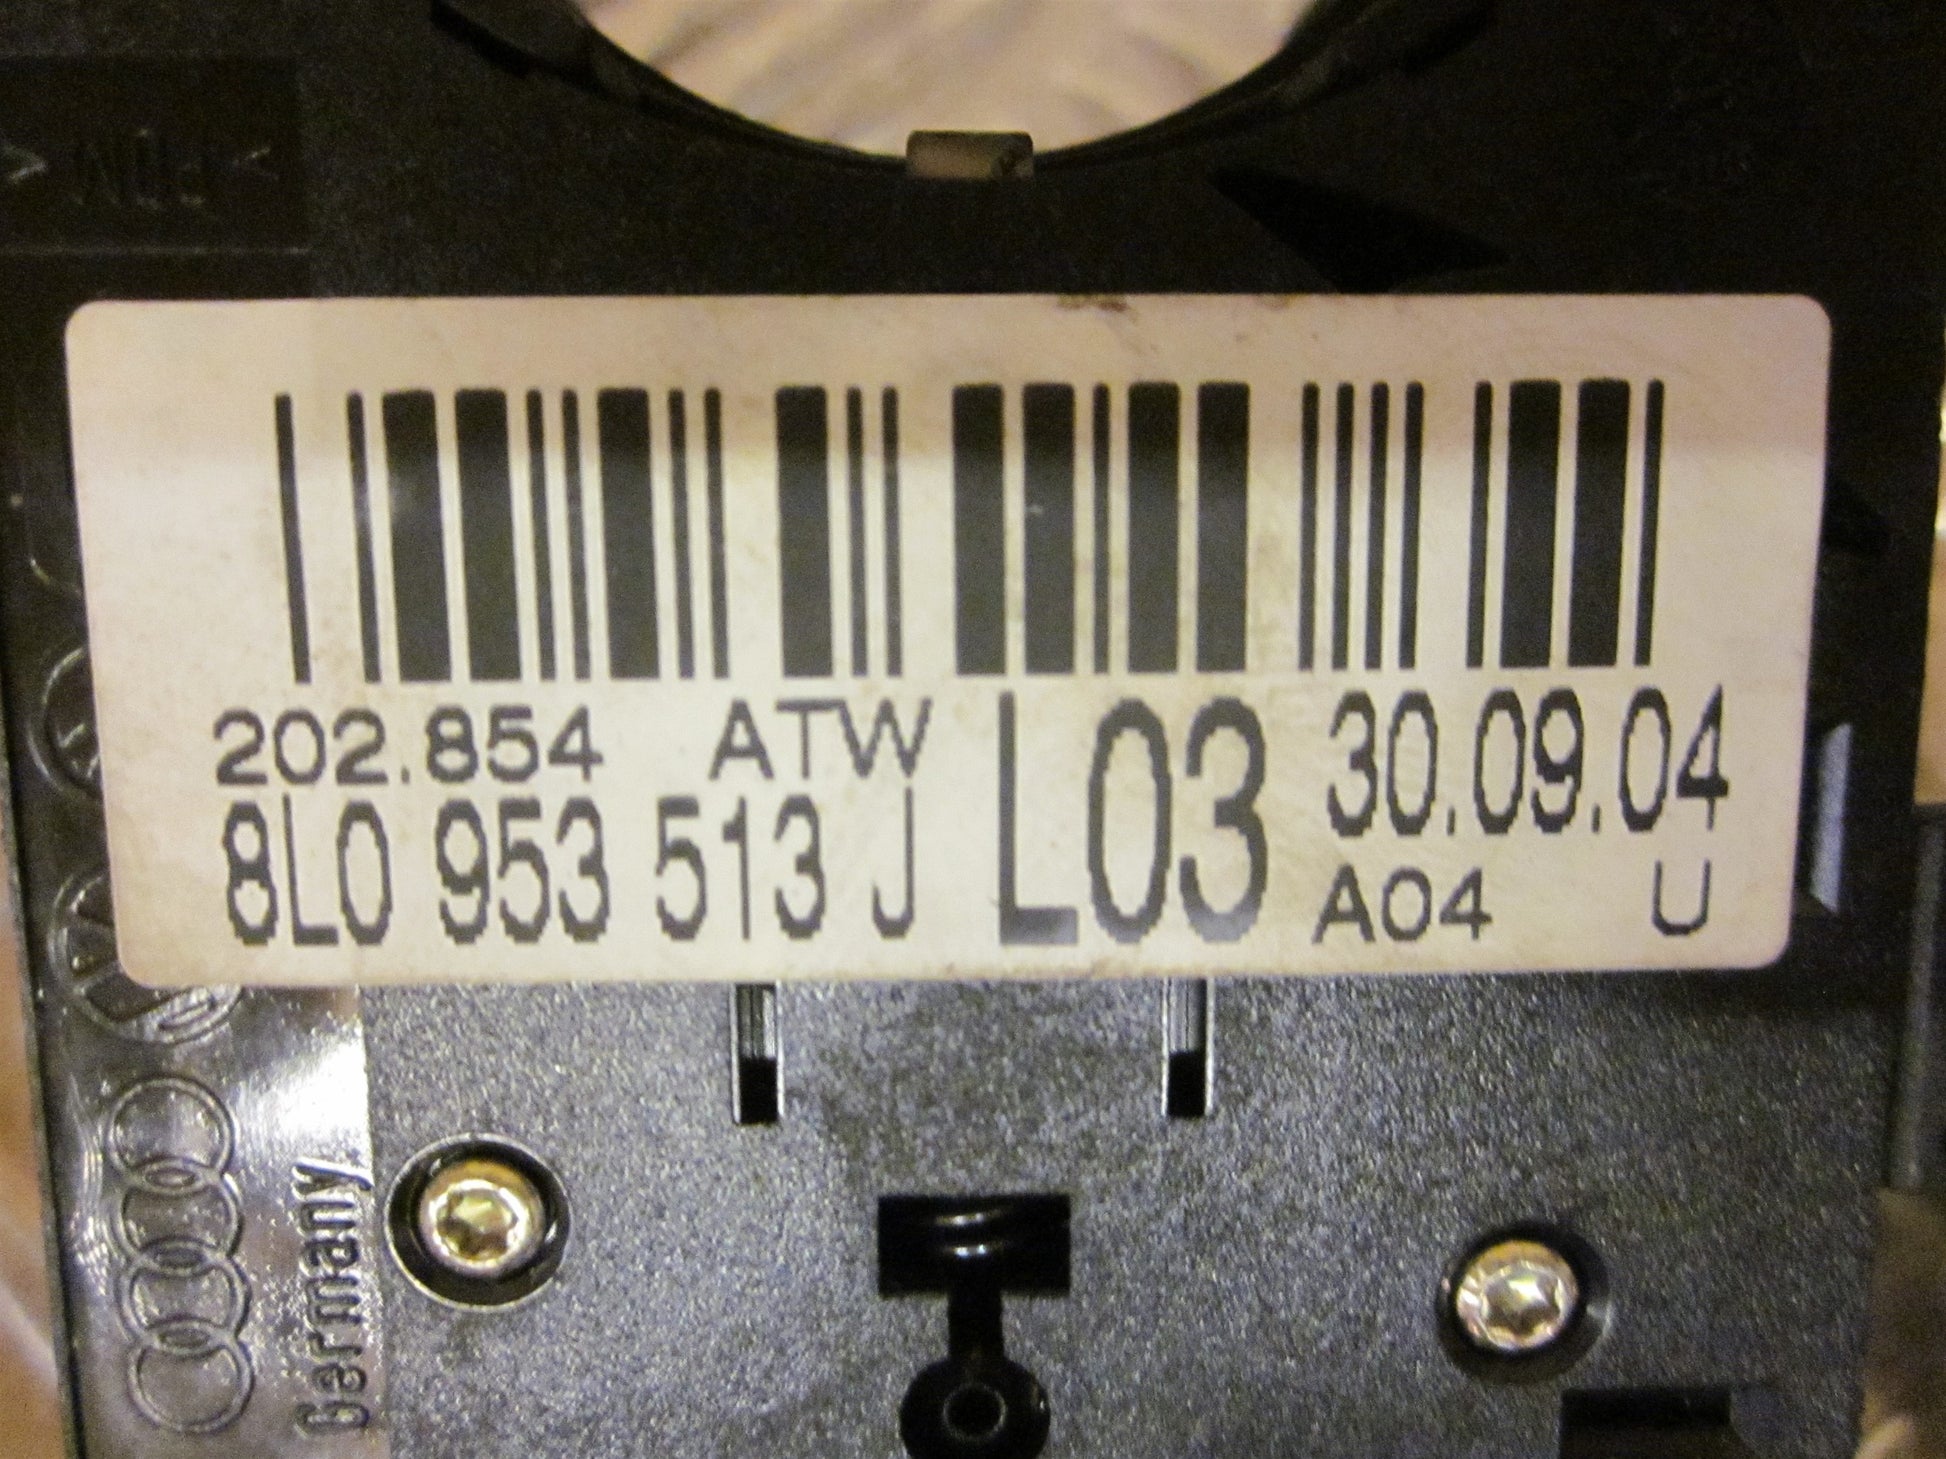 202.854 ATW
8L0 953 513 J
L03
30.09.04
A04 U
Germany